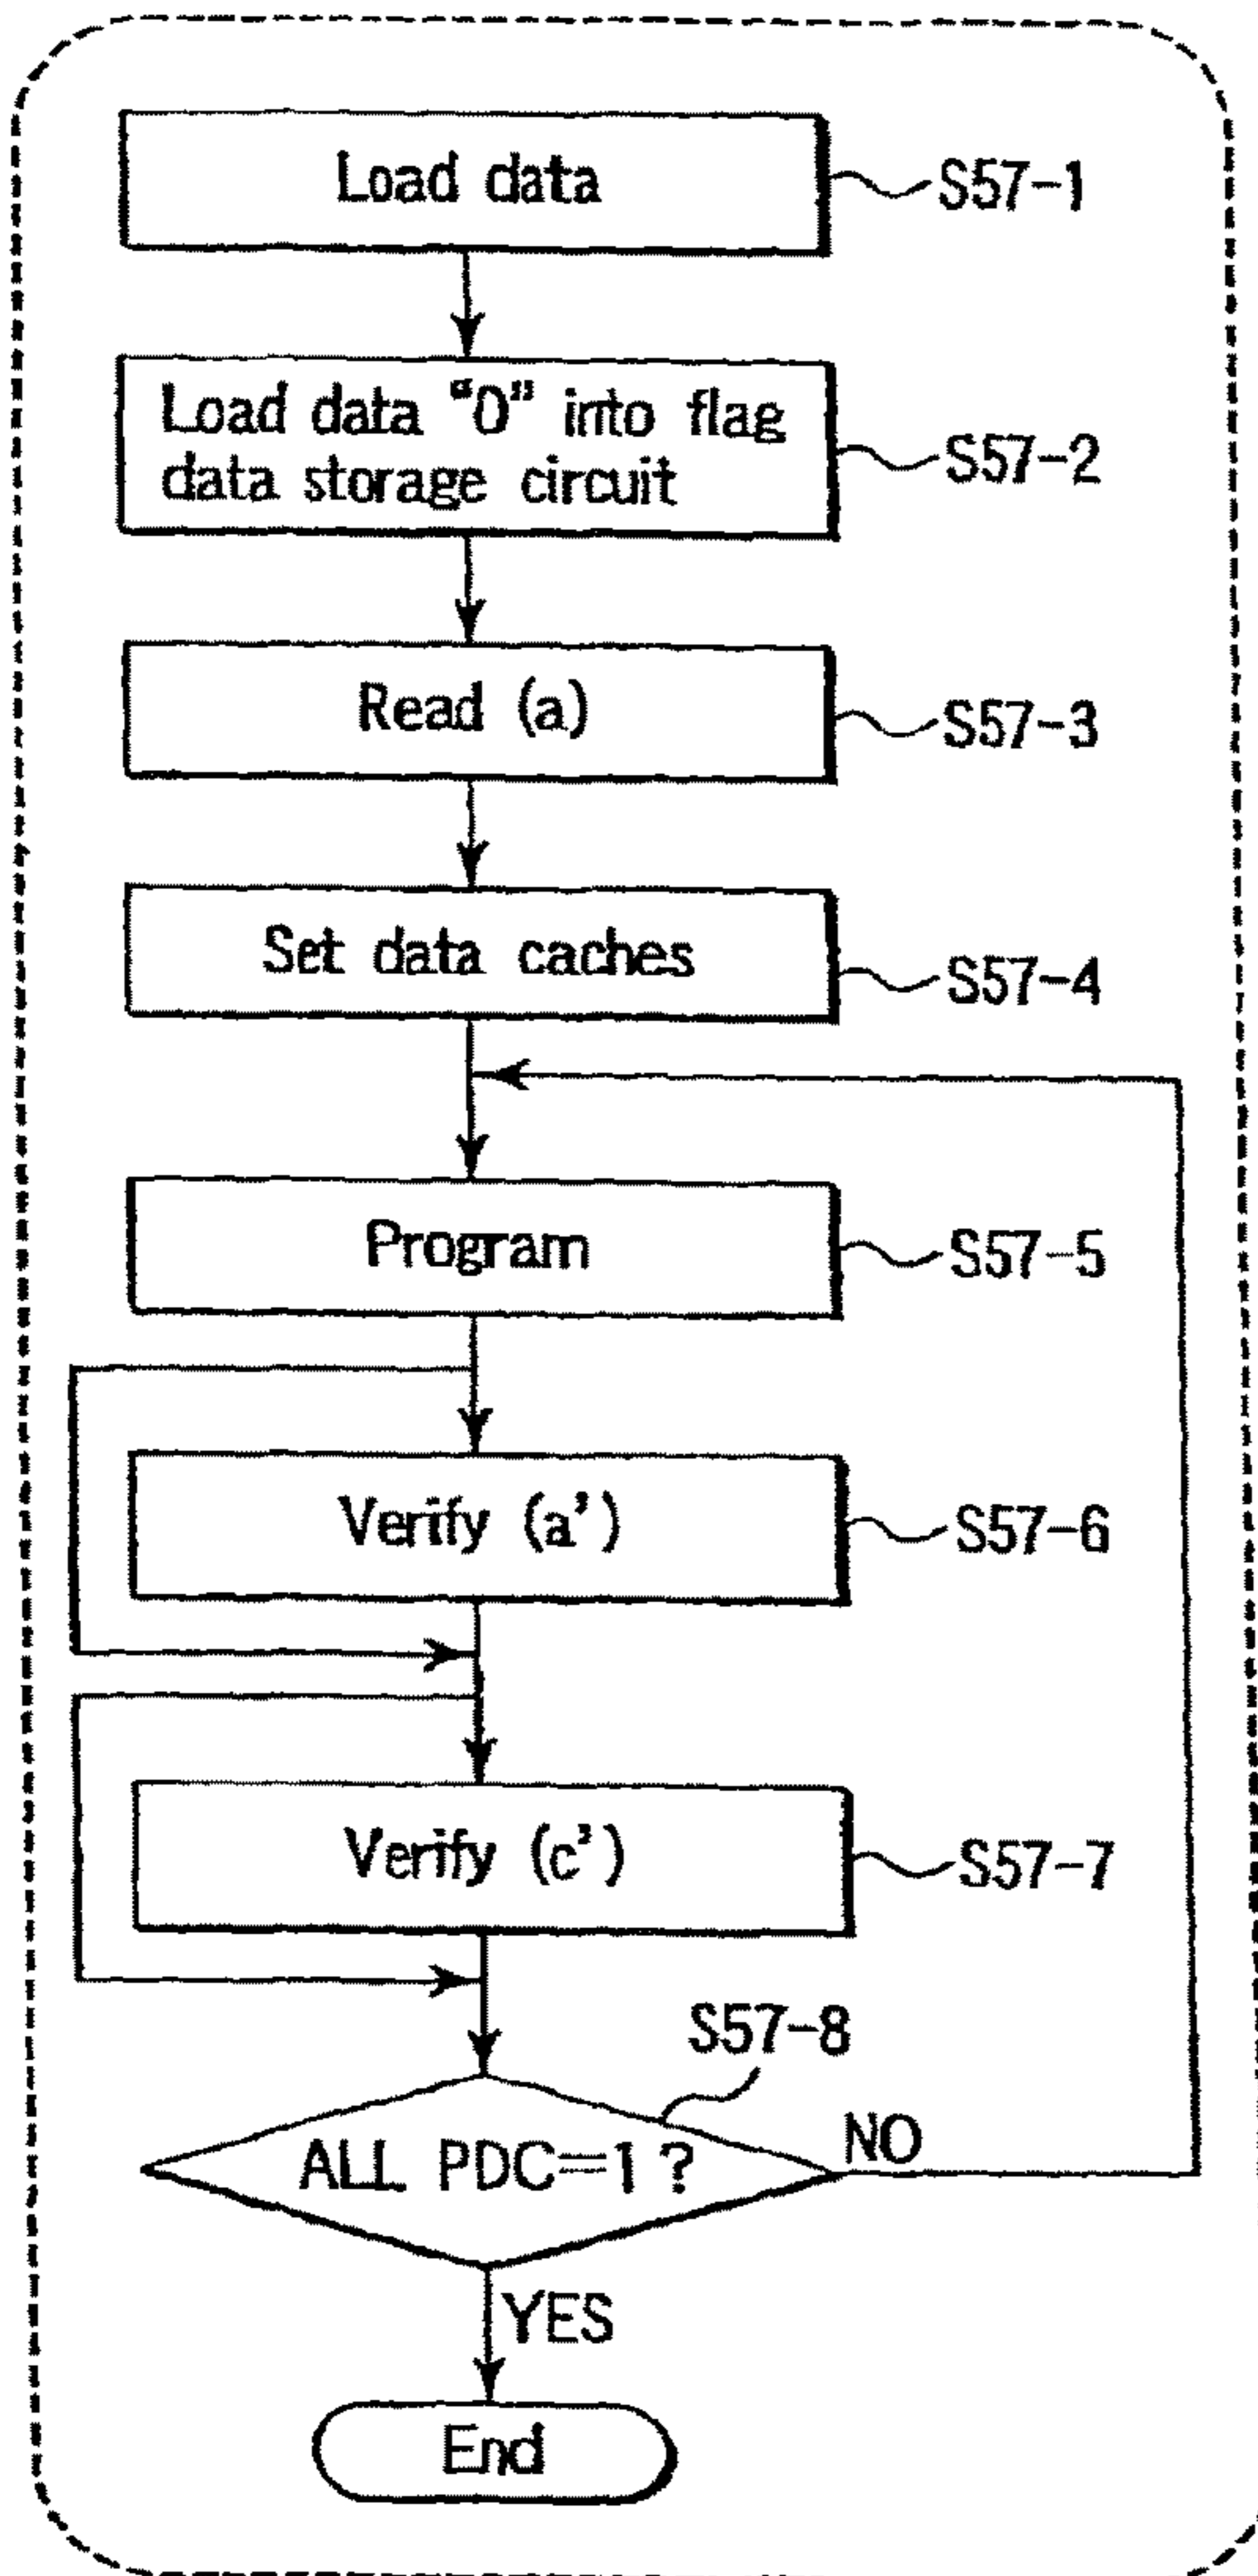 Load data
S57-1
Load data “0” into flag
data storage circuit
S57-2
Read (a)
S57-3
Set data caches
S57-4
Program
S57-5
Verify (a’)
S57-6
Verify (c’)
S57-7
S57-8
ALL PDC=1 ?
NO
YES
End